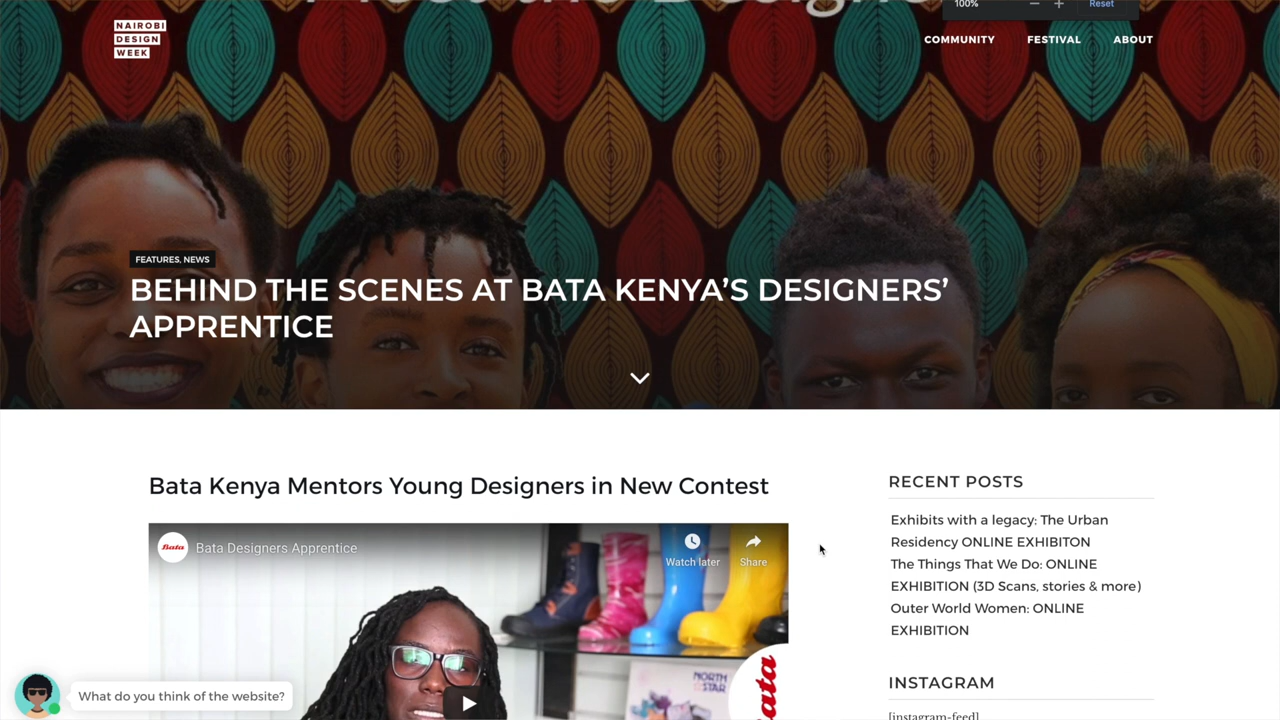 100%
Reset
NAIROBI
DESIGN
WEEK
COMMUNITY
FESTIVAL
ABOUT
FEATURES, NEWS
BEHIND THE SCENES AT BATA KENYA’S DESIGNERS’
APPRENTICE
Bata Kenya Mentors Young Designers in New Contest
Bata
Bata Designers Apprentice
Watch later
Share
NORTH
STAR
Bata
RECENT POSTS
Exhibits with a legacy: The Urban
Residency ONLINE EXHIBITON
The Things That We Do: ONLINE
EXHIBITION (3D Scans, stories & more)
Outer World Women: ONLINE
EXHIBITION
INSTAGRAM
[instagram-feed]
What do you think of the website?